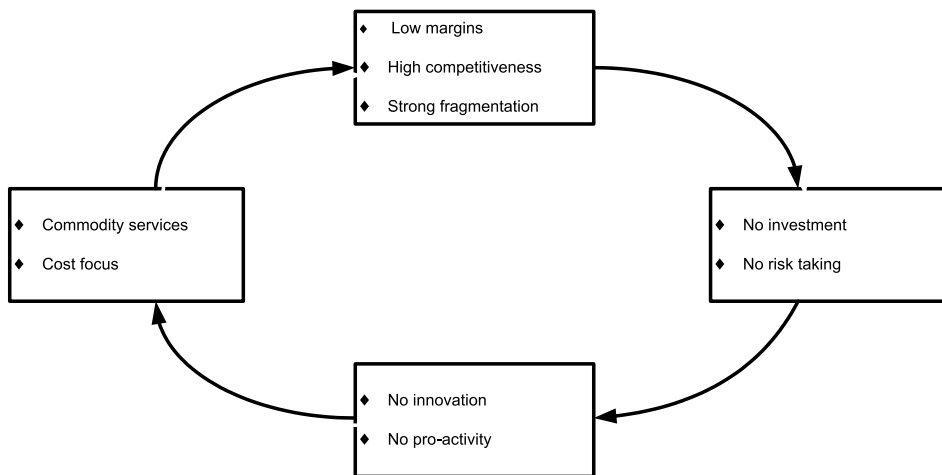 ♦ Low margins
♦ High competitiveness
♦ Strong fragmentation
♦ No investment
♦ No risk taking
♦ No innovation
♦ No pro-activity
♦ Commodity services
♦ Cost focus